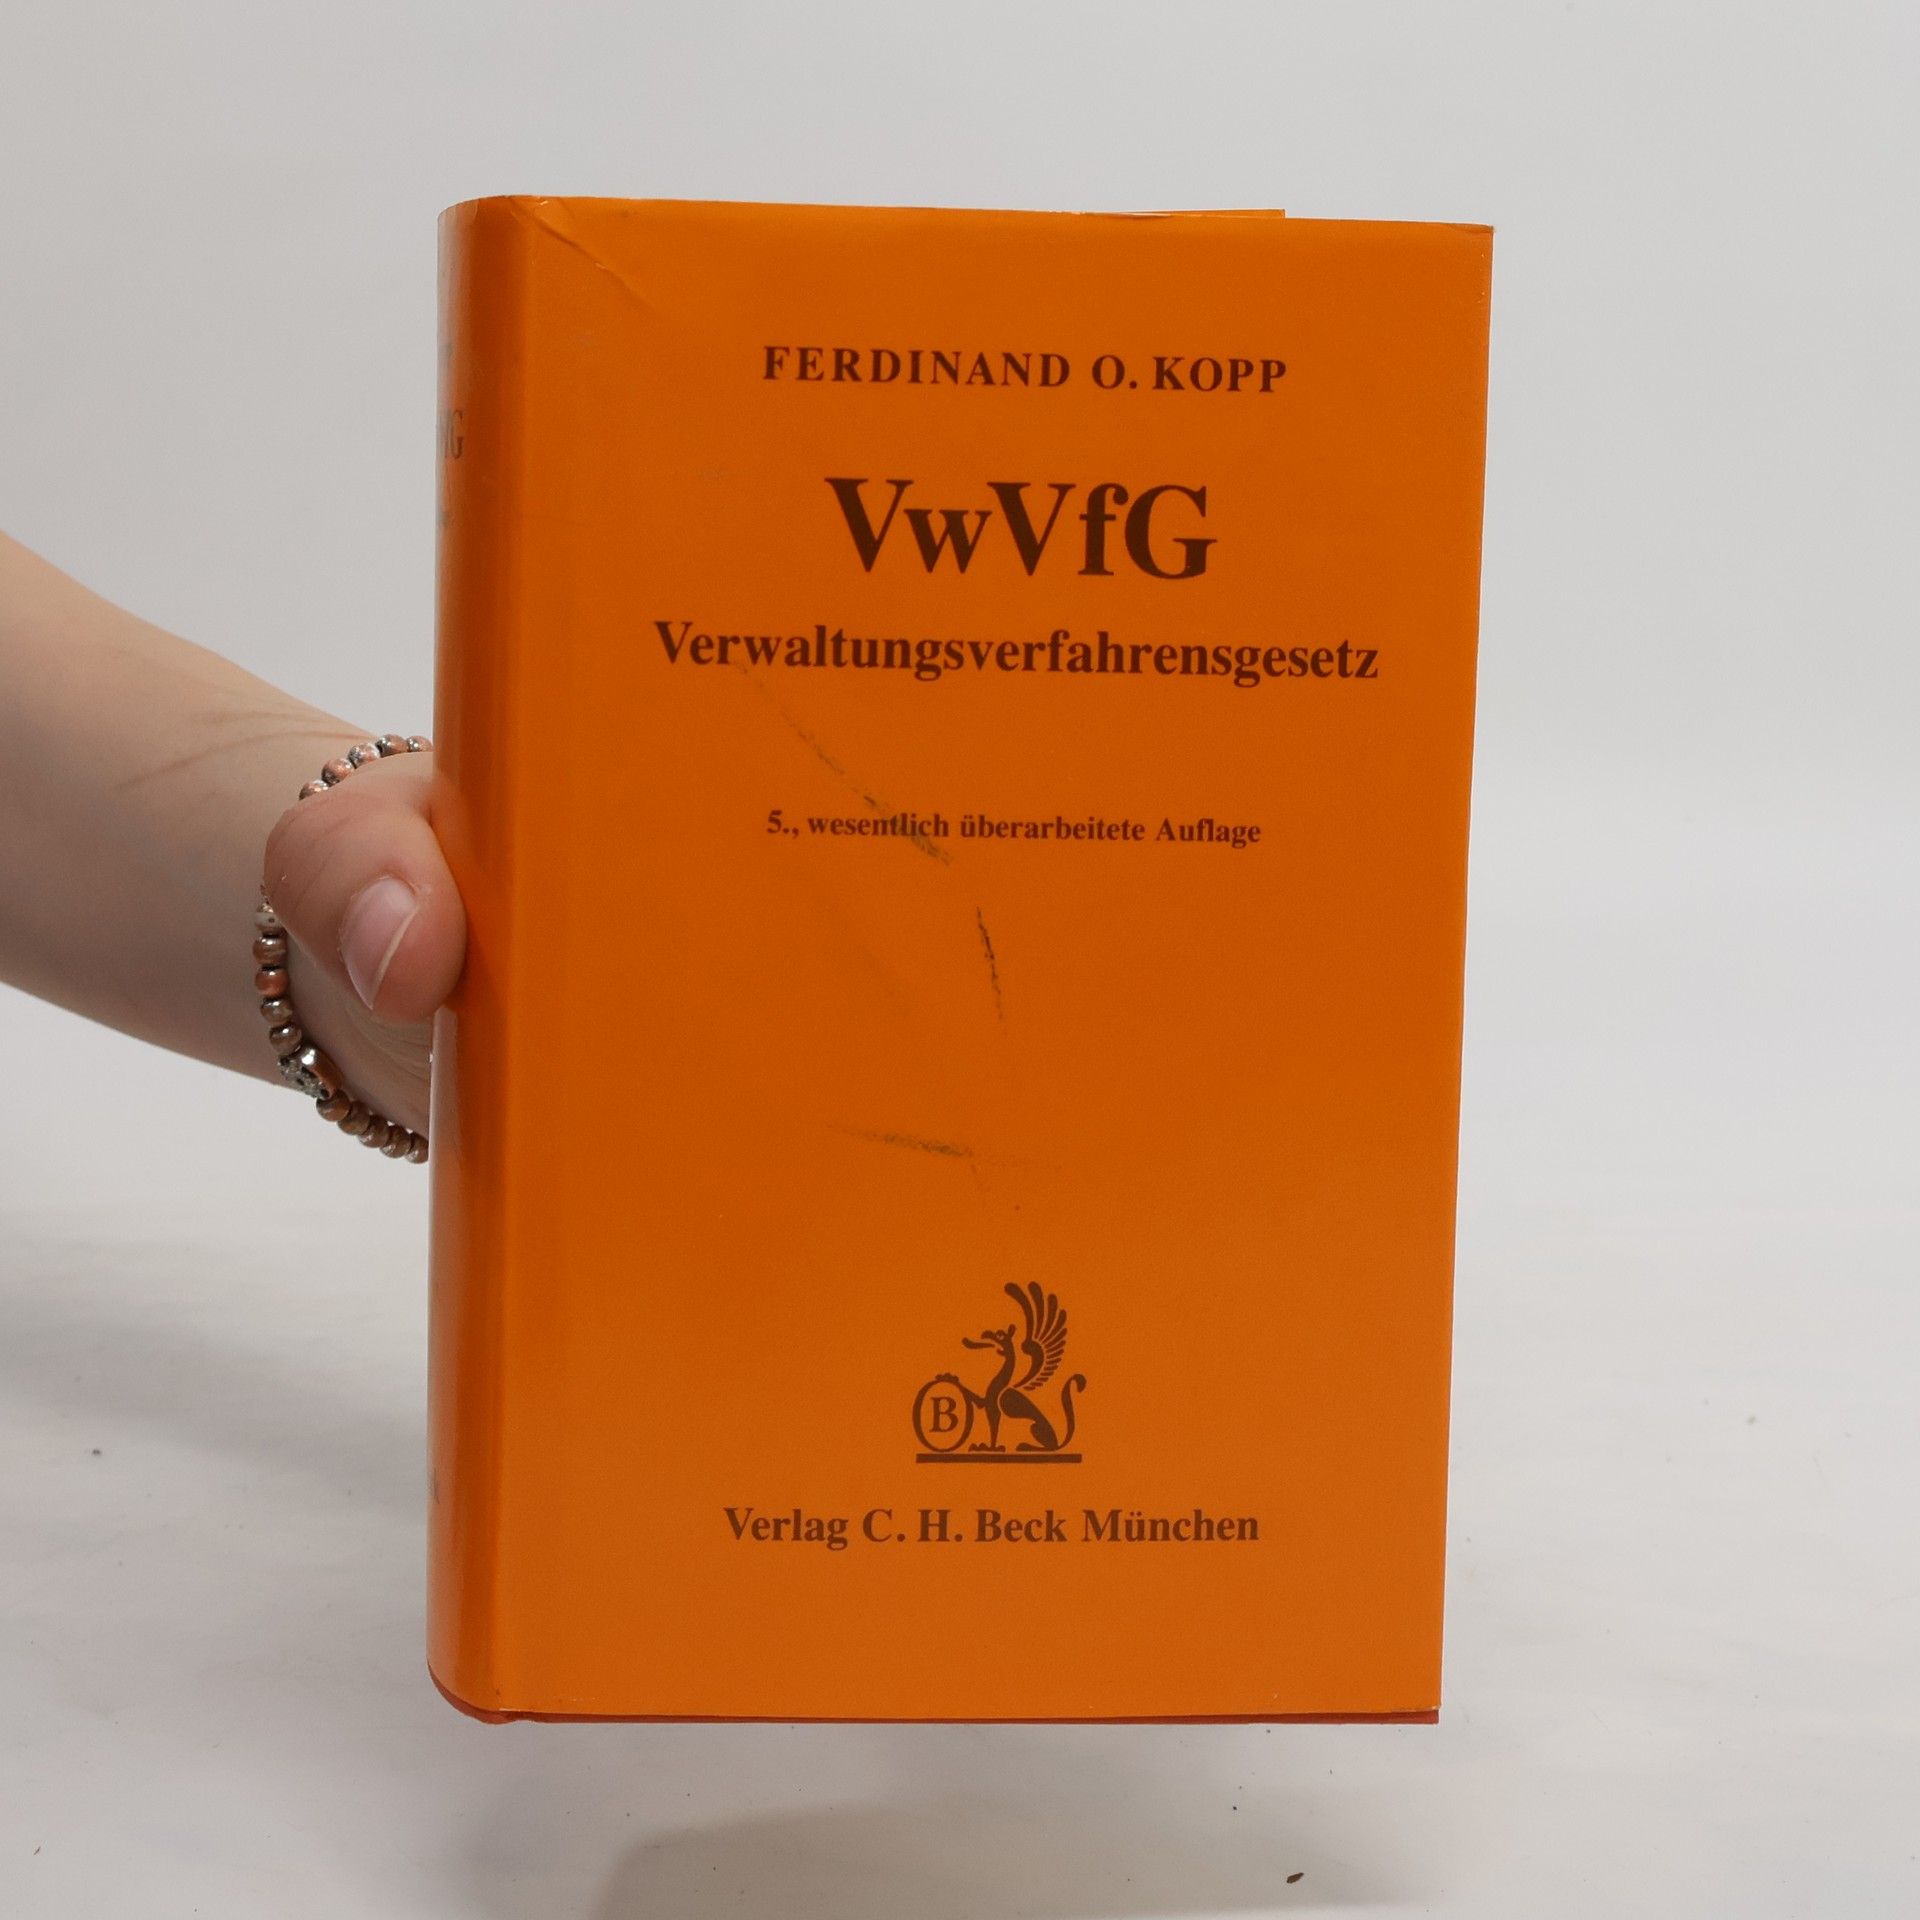 FERDINAND O. KOPP
VwVfG
Verwaltungsverfahrensgesetz
5., wesentlich überarbeitete Auflage
B
Verlag C. H. Beck München